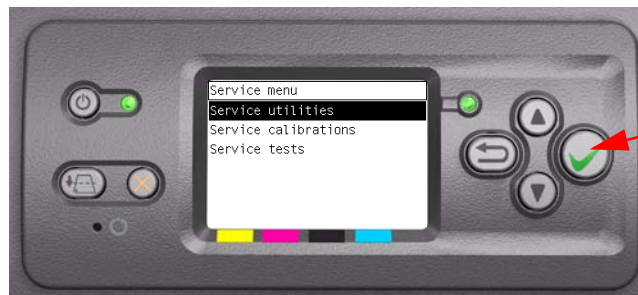 Service menu
Service utilities
Service calibrations
Service tests